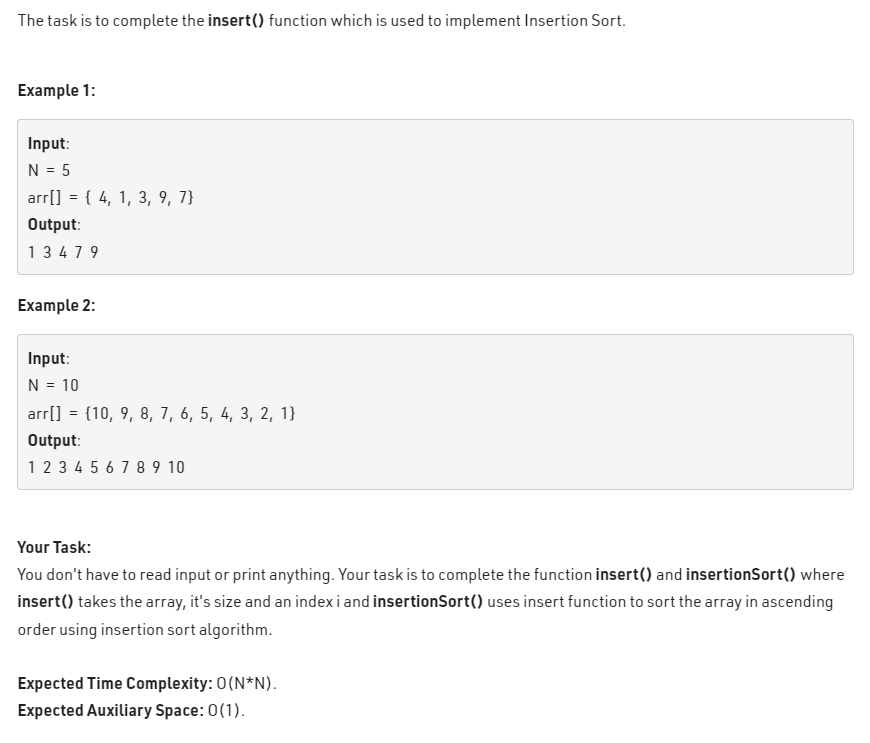 The task is to complete the insert() function which is used to implement Insertion Sort.
Example 1:
Input:
N = 5
arr[] = { 4, 1, 3, 9, 7}
Output:
1 3 4 7 9
Example 2:
Input:
N = 10
arr[] = {10, 9, 8, 7, 6, 5, 4, 3, 2, 1}
Output:
1 2 3 4 5 6 7 8 9 10
Your Task:
You don't have to read input or print anything. Your task is to complete the function insert() and insertionSort() where
insert() takes the array, it's size and an index i and insertionSort() uses insert function to sort the array in ascending
order using insertion sort algorithm.
Expected Time Complexity: O(N*N).
Expected Auxiliary Space: O(1).